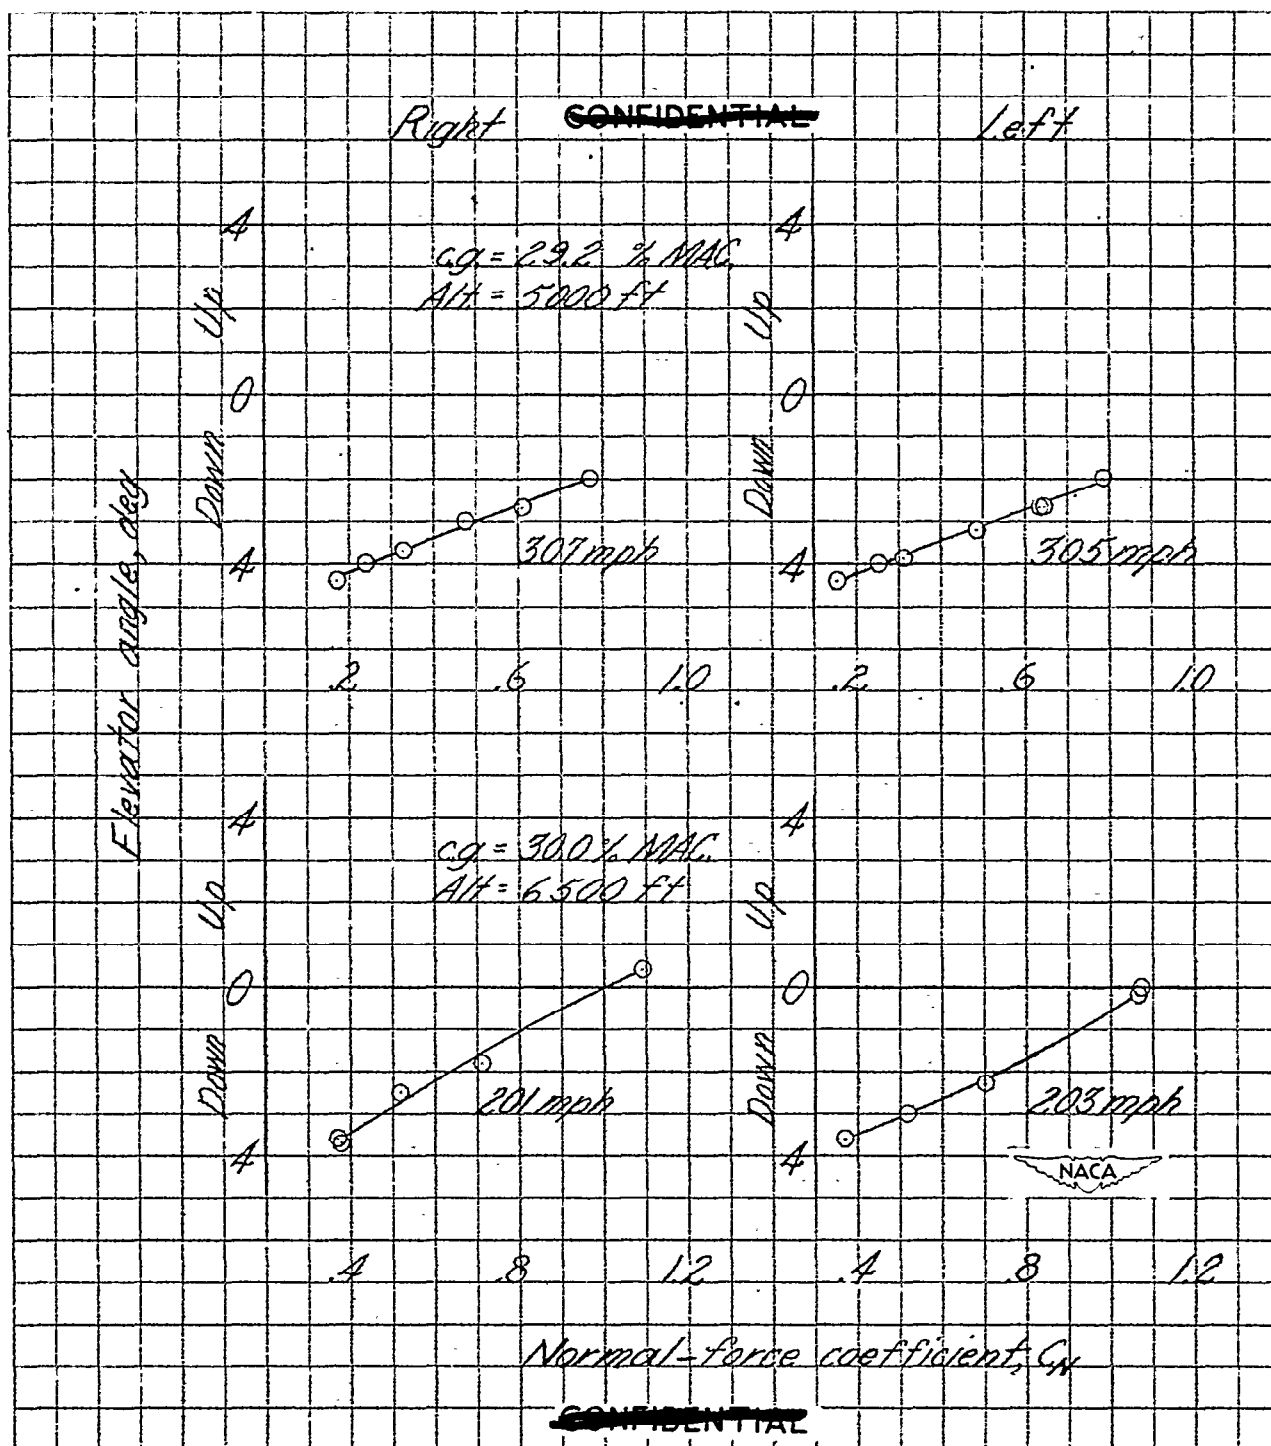 CONFIDENTIAL
Right
Left
4
4
c.g. = 29.2 % MAC.
Alt = 5000 ft
Up
Up
0
0
Down
Down
Elevator angle, deg
4
307 mph
4
305 mph
.2
.6
1.0
.2
.6
1.0
4
4
c.g. = 30.0% MAC.
Alt = 6500 ft
Up
Up
0
0
Down
Down
201 mph
203 mph
4
4
NACA
.4
.8
1.2
.4
.8
1.2
Normal-force coefficient, CN
CONFIDENTIAL